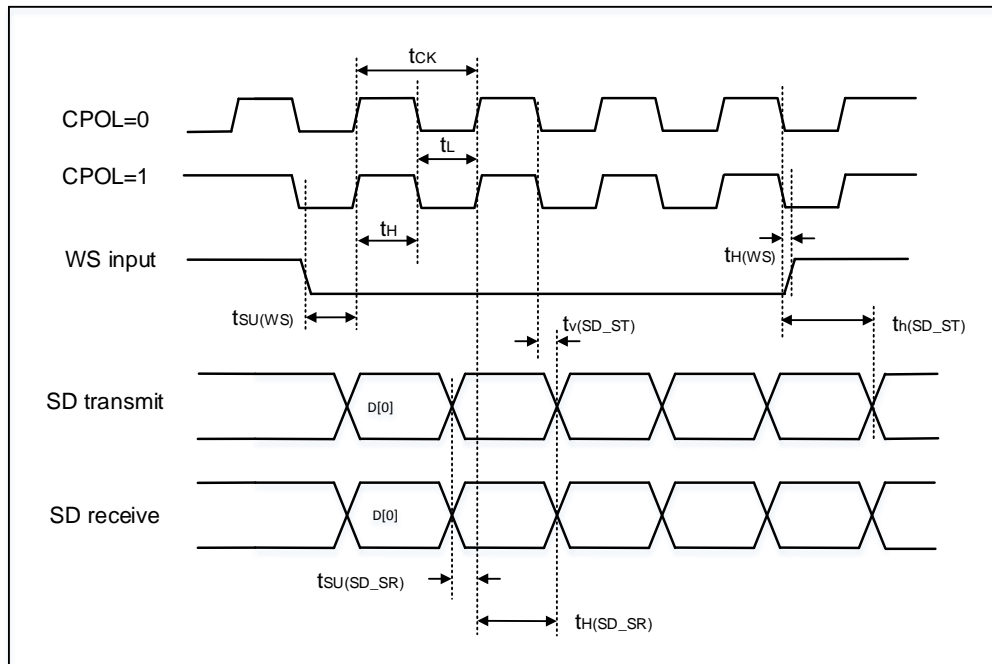 tCK
CPOL=0
tL
CPOL=1
tH
WS input
tH(WS)
tSU(WS)
tv(SD_ST)
th(SD_ST)
SD transmit
D[0]
SD receive
D[0]
tSU(SD_SR)
tH(SD_SR)